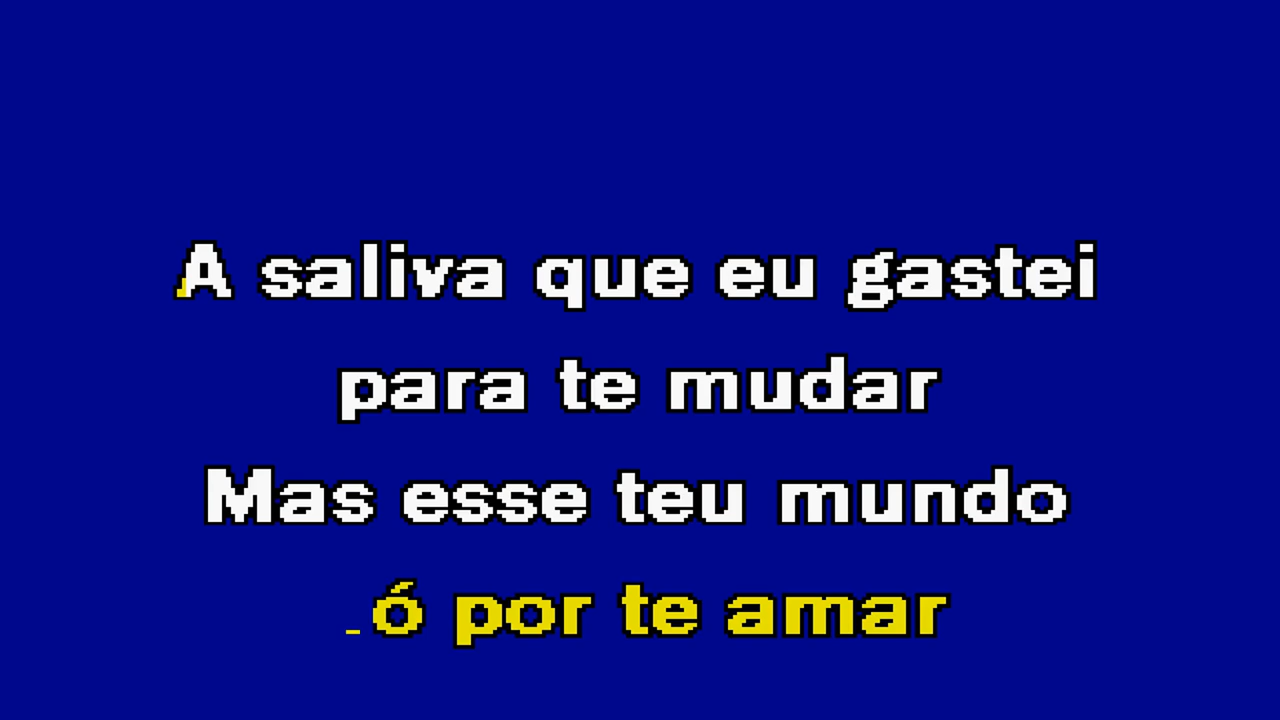 A saliva que eu gastei
para te mudar
Mas esse teu mundo
ó por te amar